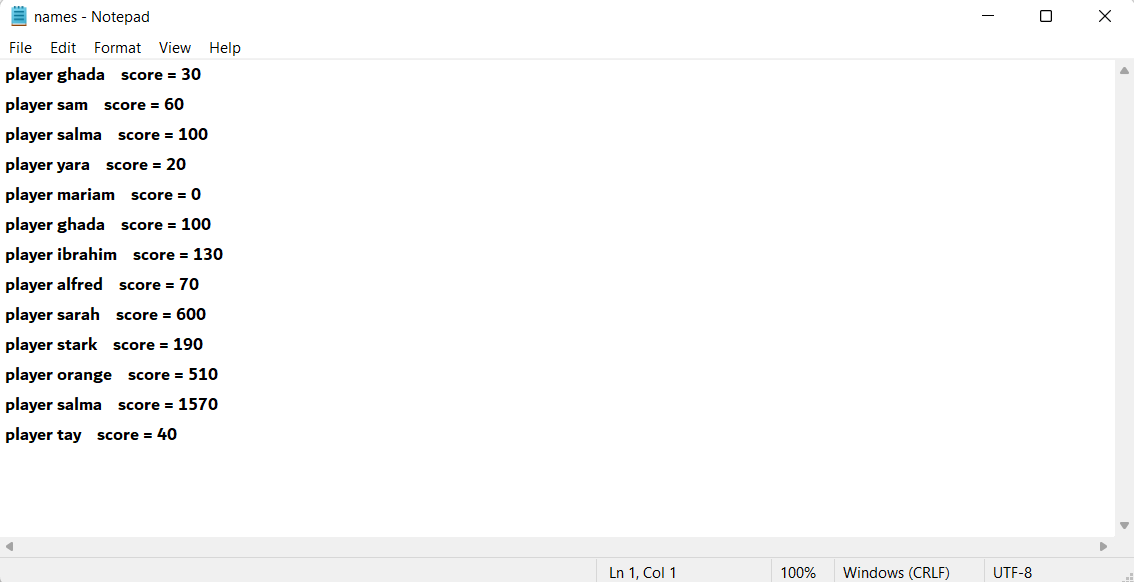 names - Notepad
File Edit Format View Help
player ghada   score = 30
player sam   score = 60
player salma   score = 100
player yara   score = 20
player mariam   score = 0
player ghada   score = 100
player ibrahim   score = 130
player alfred   score = 70
player sarah   score = 600
player stark   score = 190
player orange   score = 510
player salma   score = 1570
player tay   score = 40
Ln 1, Col 1 100% Windows (CRLF) UTF-8